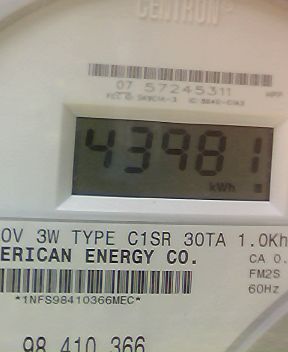 CENTRON
07 57245311
43981
kWh
0V 3W TYPE C1SR 30TA 1.0Kh
ERICAN ENERGY CO.
CA 0.
FM2S
60Hz
*1NFS98410366MEC*
98 410 366